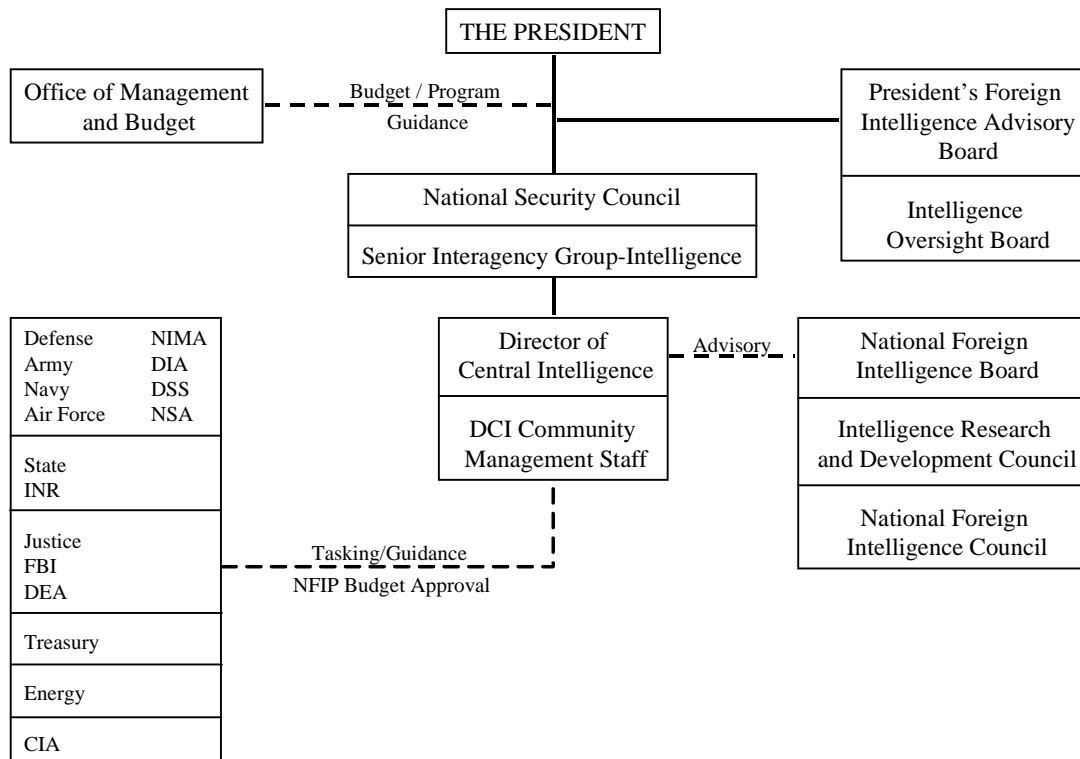 THE PRESIDENT
Office of Management
and Budget
Budget / Program
Guidance
President’s Foreign
Intelligence Advisory
Board
Intelligence
Oversight Board
National Security Council
Senior Interagency Group-Intelligence
Defense NIMA
Army DIA
Navy DSS
Air Force NSA
State
INR
Justice
FBI
DEA
Treasury
Energy
CIA
Director of
Central Intelligence
DCI Community
Management Staff
Advisory
National Foreign
Intelligence Board
Intelligence Research
and Development Council
National Foreign
Intelligence Council
Tasking/Guidance
NFIP Budget Approval